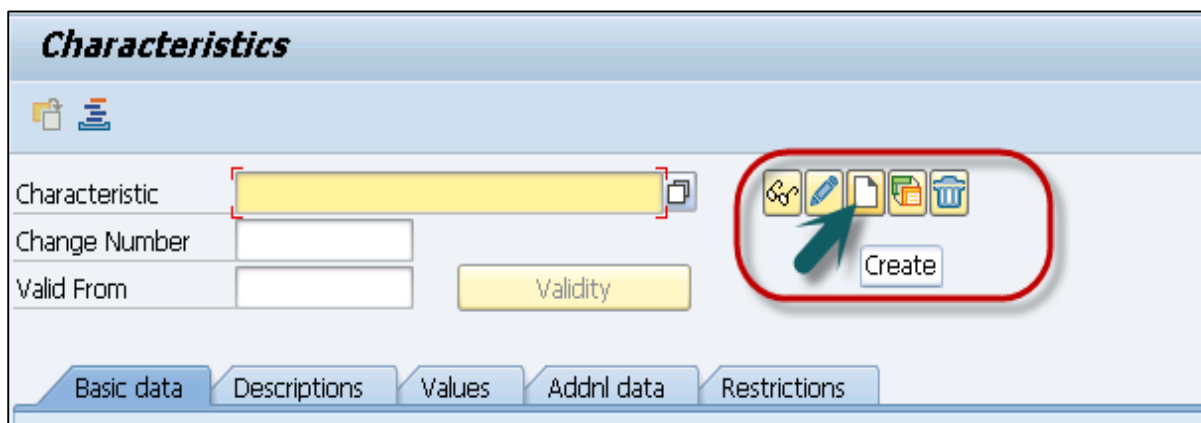 Characteristics
Characteristic
Change Number
Create
Valid From
Validity
Basic data
Descriptions
Values
Addnl data
Restrictions